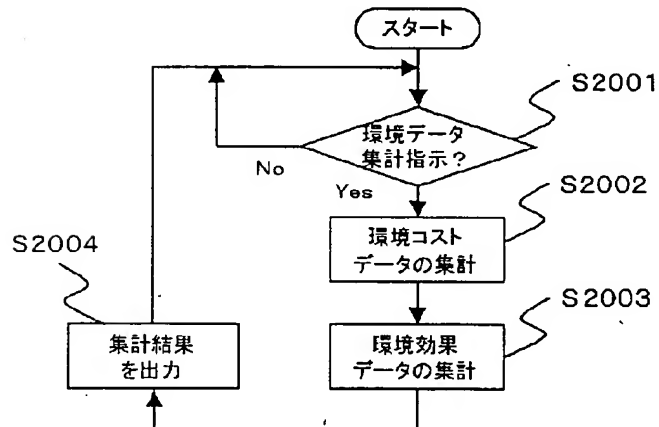 スタート
S2001
環境データ
集計指示?
No
Yes
S2002
環境コスト
データの集計
S2004
S2003
集計結果
を出力
環境効果
データの集計